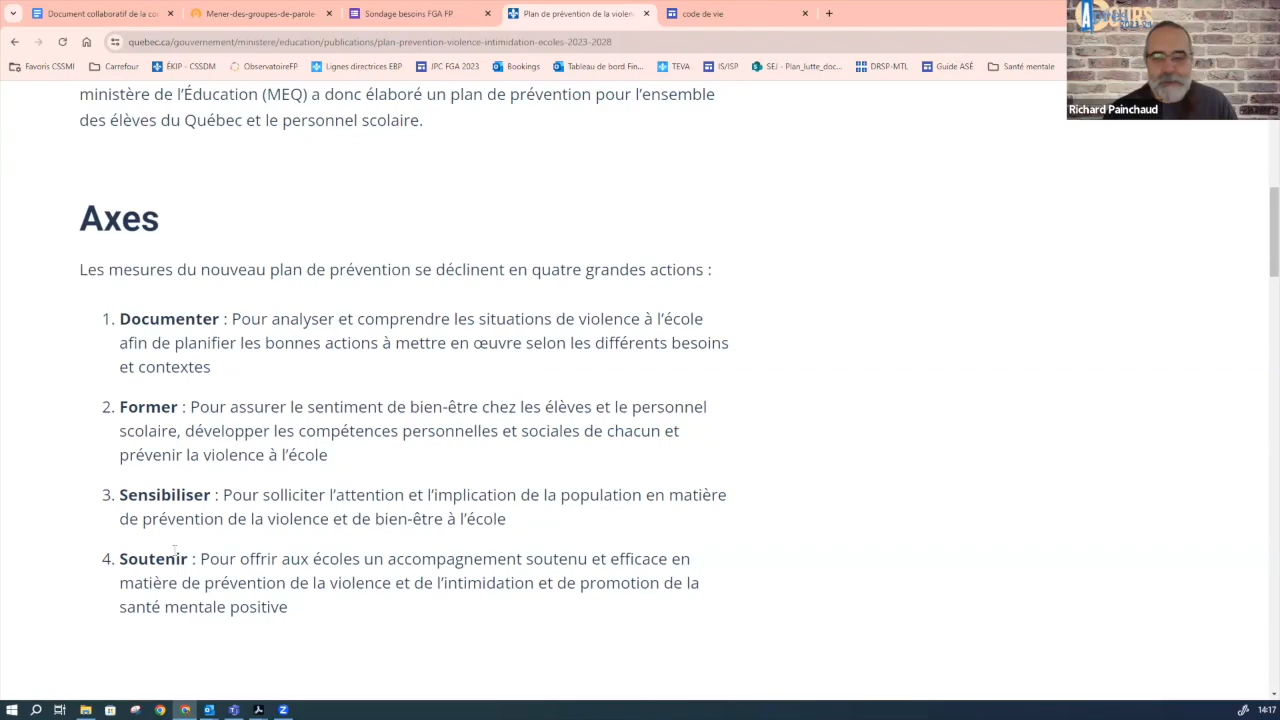 Document collaboratif de la co
Mener-des-groupes-de-parole-
Sondages maisons SIAA FP
Plan de prévention de la violen
code de vie
quebec.ca/gouvernement/ministere/education/publications/plan-prevention-violence-intimidation-ecoles-2023-2028
Favoris CSSMI
Carrefour
ÉKIP - CSSDM
ObservatoireFP
Lignes directrices EEP
FP FGA 2023
Bookings
Tableau de bord Fin...
TEVA
IS/ISP
SEJ - Plan_lutte_doc...
DRSP-MTL
Guide ASÉ
Santé mentale
Richard Painchaud
ministère de l’Éducation (MEQ) a donc élaboré un plan de prévention pour l’ensemble
des élèves du Québec et le personnel scolaire.
Axes
Les mesures du nouveau plan de prévention se déclinent en quatre grandes actions :
1. Documenter : Pour analyser et comprendre les situations de violence à l’école
afin de planifier les bonnes actions à mettre en œuvre selon les différents besoins
et contextes
2. Former : Pour assurer le sentiment de bien-être chez les élèves et le personnel
scolaire, développer les compétences personnelles et sociales de chacun et
prévenir la violence à l’école
3. Sensibiliser : Pour solliciter l’attention et l’implication de la population en matière
de prévention de la violence et de bien-être à l’école
4. Soutenir : Pour offrir aux écoles un accompagnement soutenu et efficace en
matière de prévention de la violence et de l’intimidation et de promotion de la
santé mentale positive
14:17